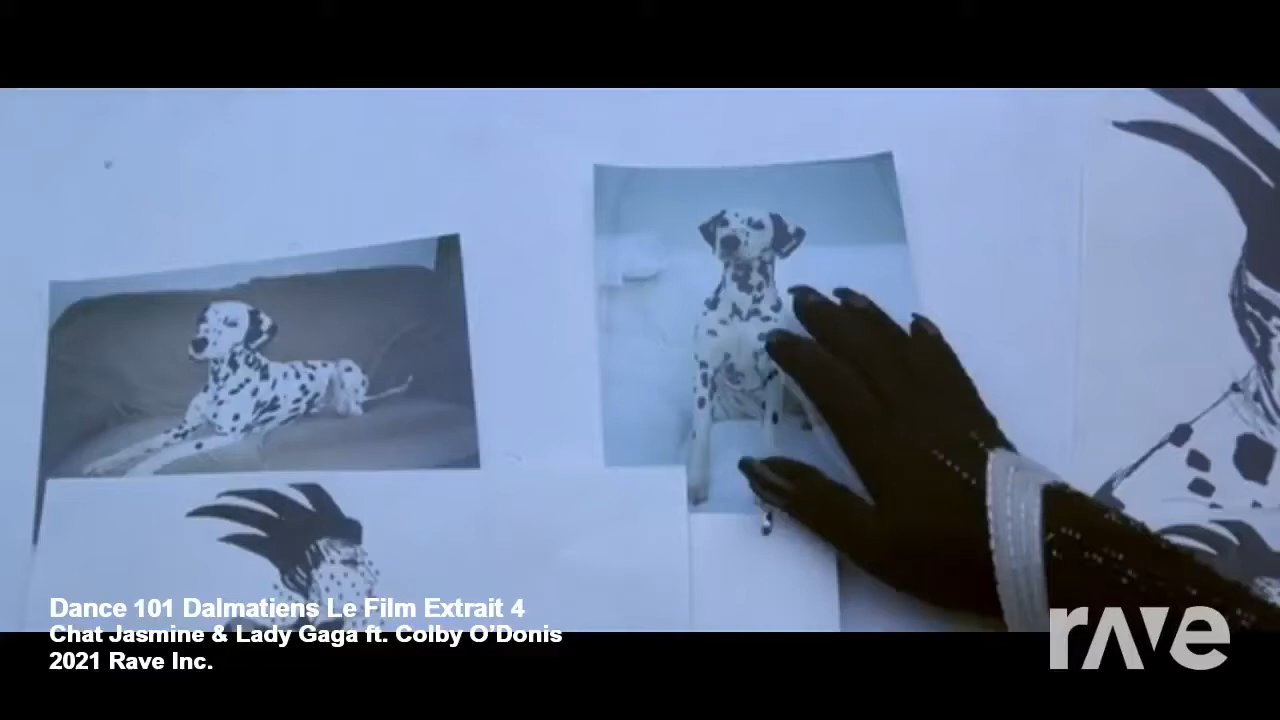 Dance 101 Dalmatiens Le Film Extrait 4
Chat Jasmine & Lady Gaga ft. Colby O'Donis
2021 Rave Inc.
rave